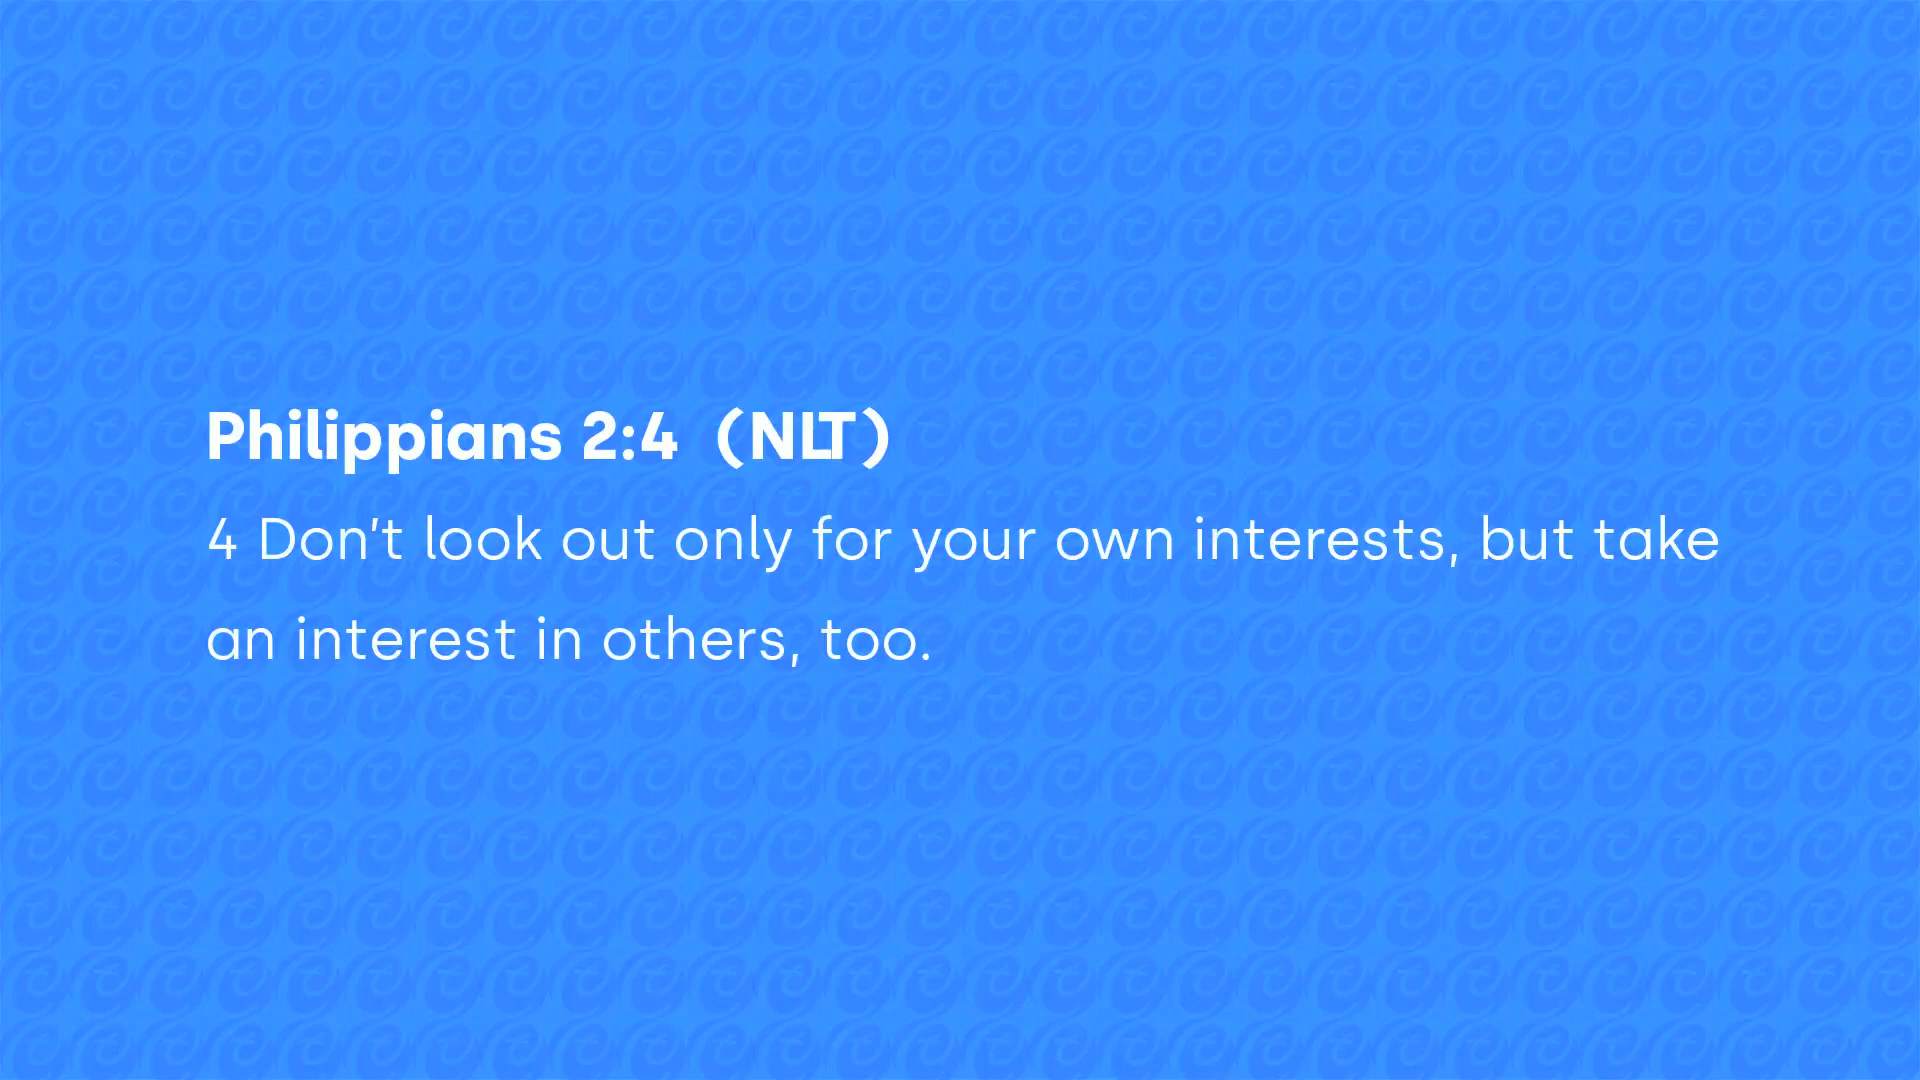 Philippians 2:4  (NLT)
4 Don’t look out only for your own interests, but take
an interest in others, too.